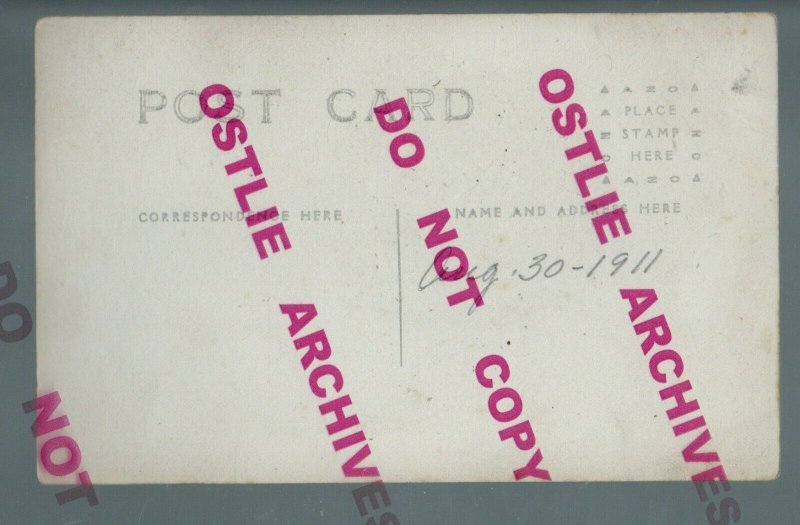 POST CARD
AZO
PLACE
STAMP
HERE
AZO
CORRESPONDENCE HERE
NAME AND ADDRESS HERE
Aug. 30-1911
OSTLIE ARCHIVES
DO NOT COPY
OSTLIE ARCHIVES
DO NOT